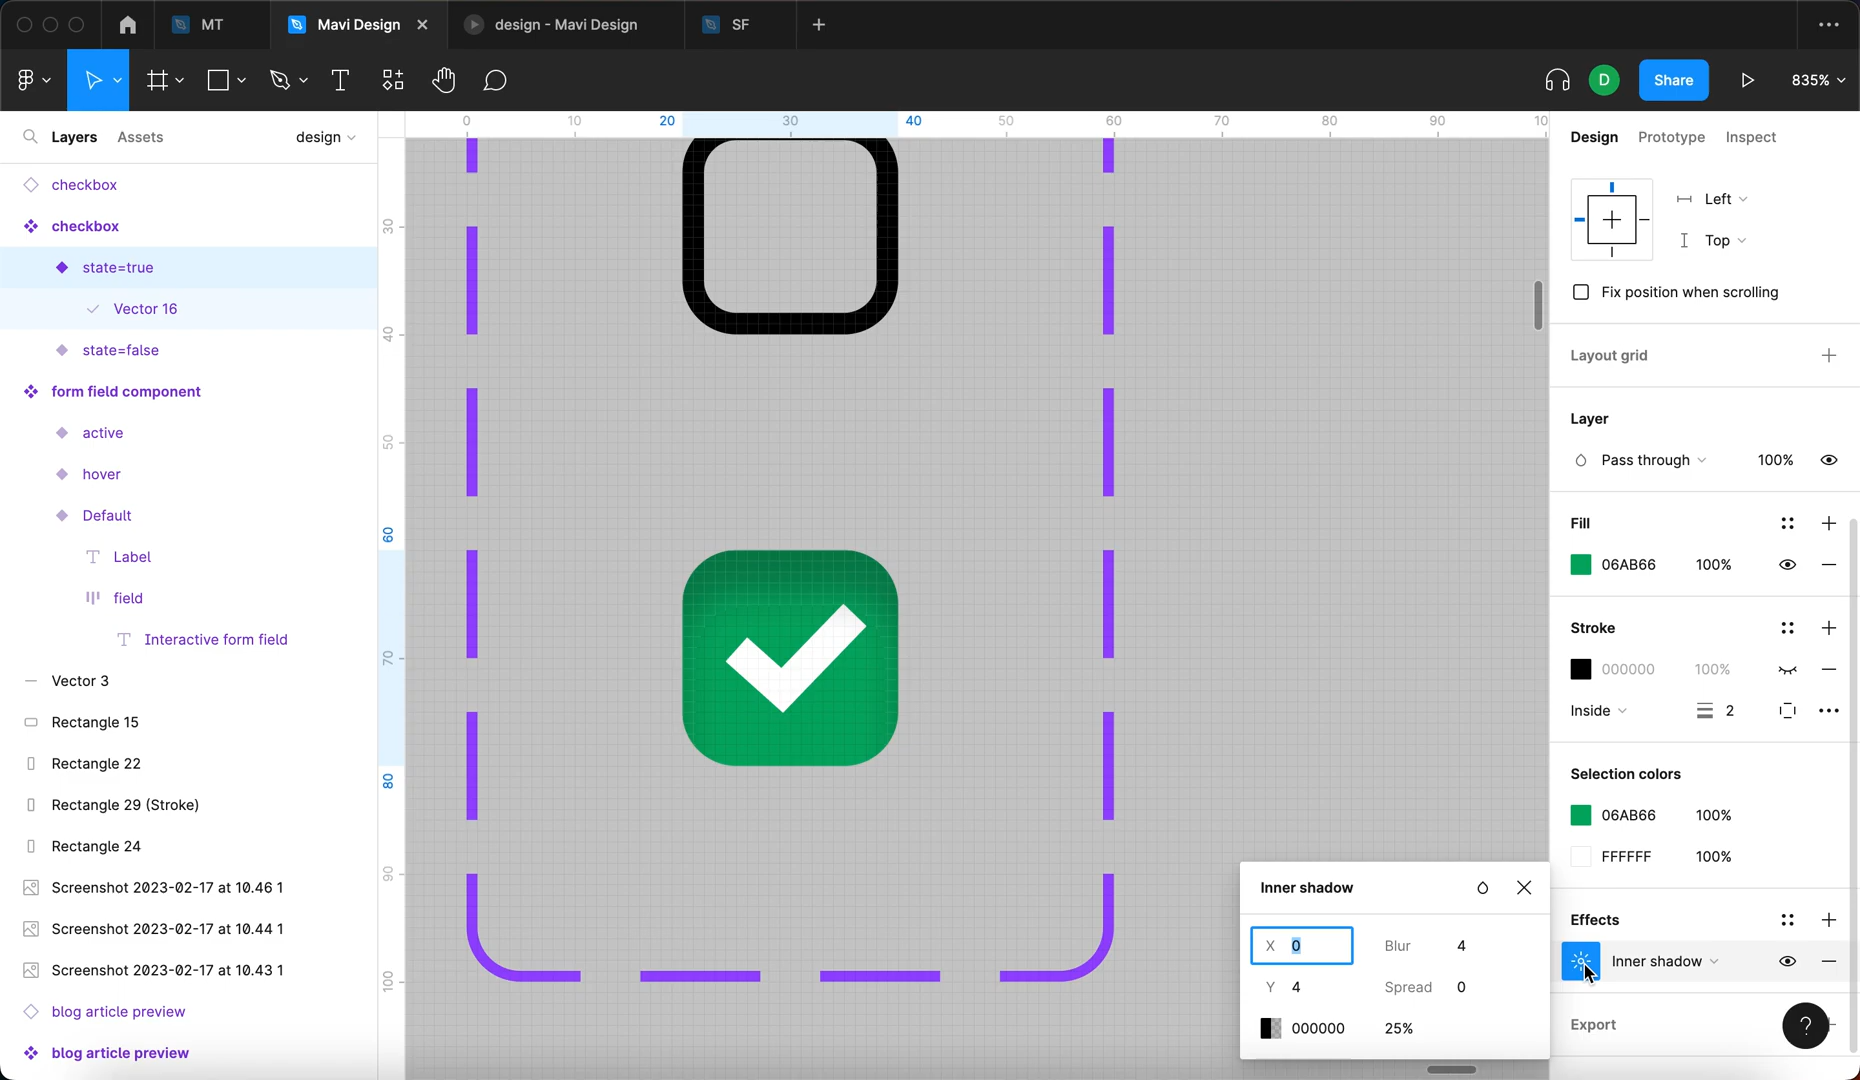 MT
Mavi Design
design - Mavi Design
SF
D
Share
835%
Layers
Assets
design
0
10
20
30
40
50
60
70
80
90
10
Design
Prototype
Inspect
checkbox
checkbox
state=true
Vector 16
state=false
form field component
active
hover
Default
Label
field
Interactive form field
Vector 3
Rectangle 15
Rectangle 22
Rectangle 29 (Stroke)
Rectangle 24
Screenshot 2023-02-17 at 10.46 1
Screenshot 2023-02-17 at 10.44 1
Screenshot 2023-02-17 at 10.43 1
blog article preview
blog article preview
30
40
50
60
70
80
90
100
Left
Top
Fix position when scrolling
Layout grid
Layer
Pass through
100%
Fill
06AB66
100%
Stroke
000000
100%
Inside
2
Selection colors
06AB66
100%
FFFFFF
100%
Effects
Inner shadow
Export
?
Inner shadow
X 0
Blur 4
Y 4
Spread 0
000000
25%